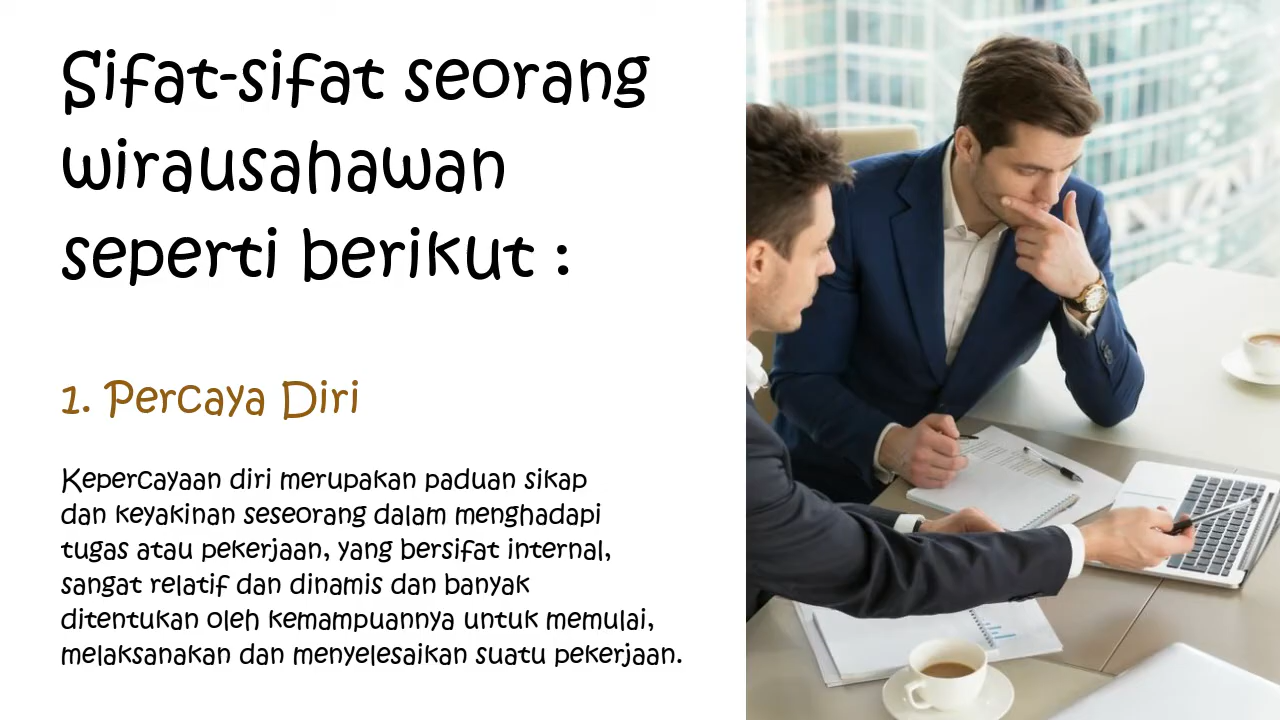 Sifat-sifat seorang
wirausahawan
seperti berikut :
1. Percaya Diri
Kepercayaan diri merupakan paduan sikap
dan keyakinan seseorang dalam menghadapi
tugas atau pekerjaan, yang bersifat internal,
sangat relatif dan dinamis dan banyak
ditentukan oleh kemampuannya untuk memulai,
melaksanakan dan menyelesaikan suatu pekerjaan.